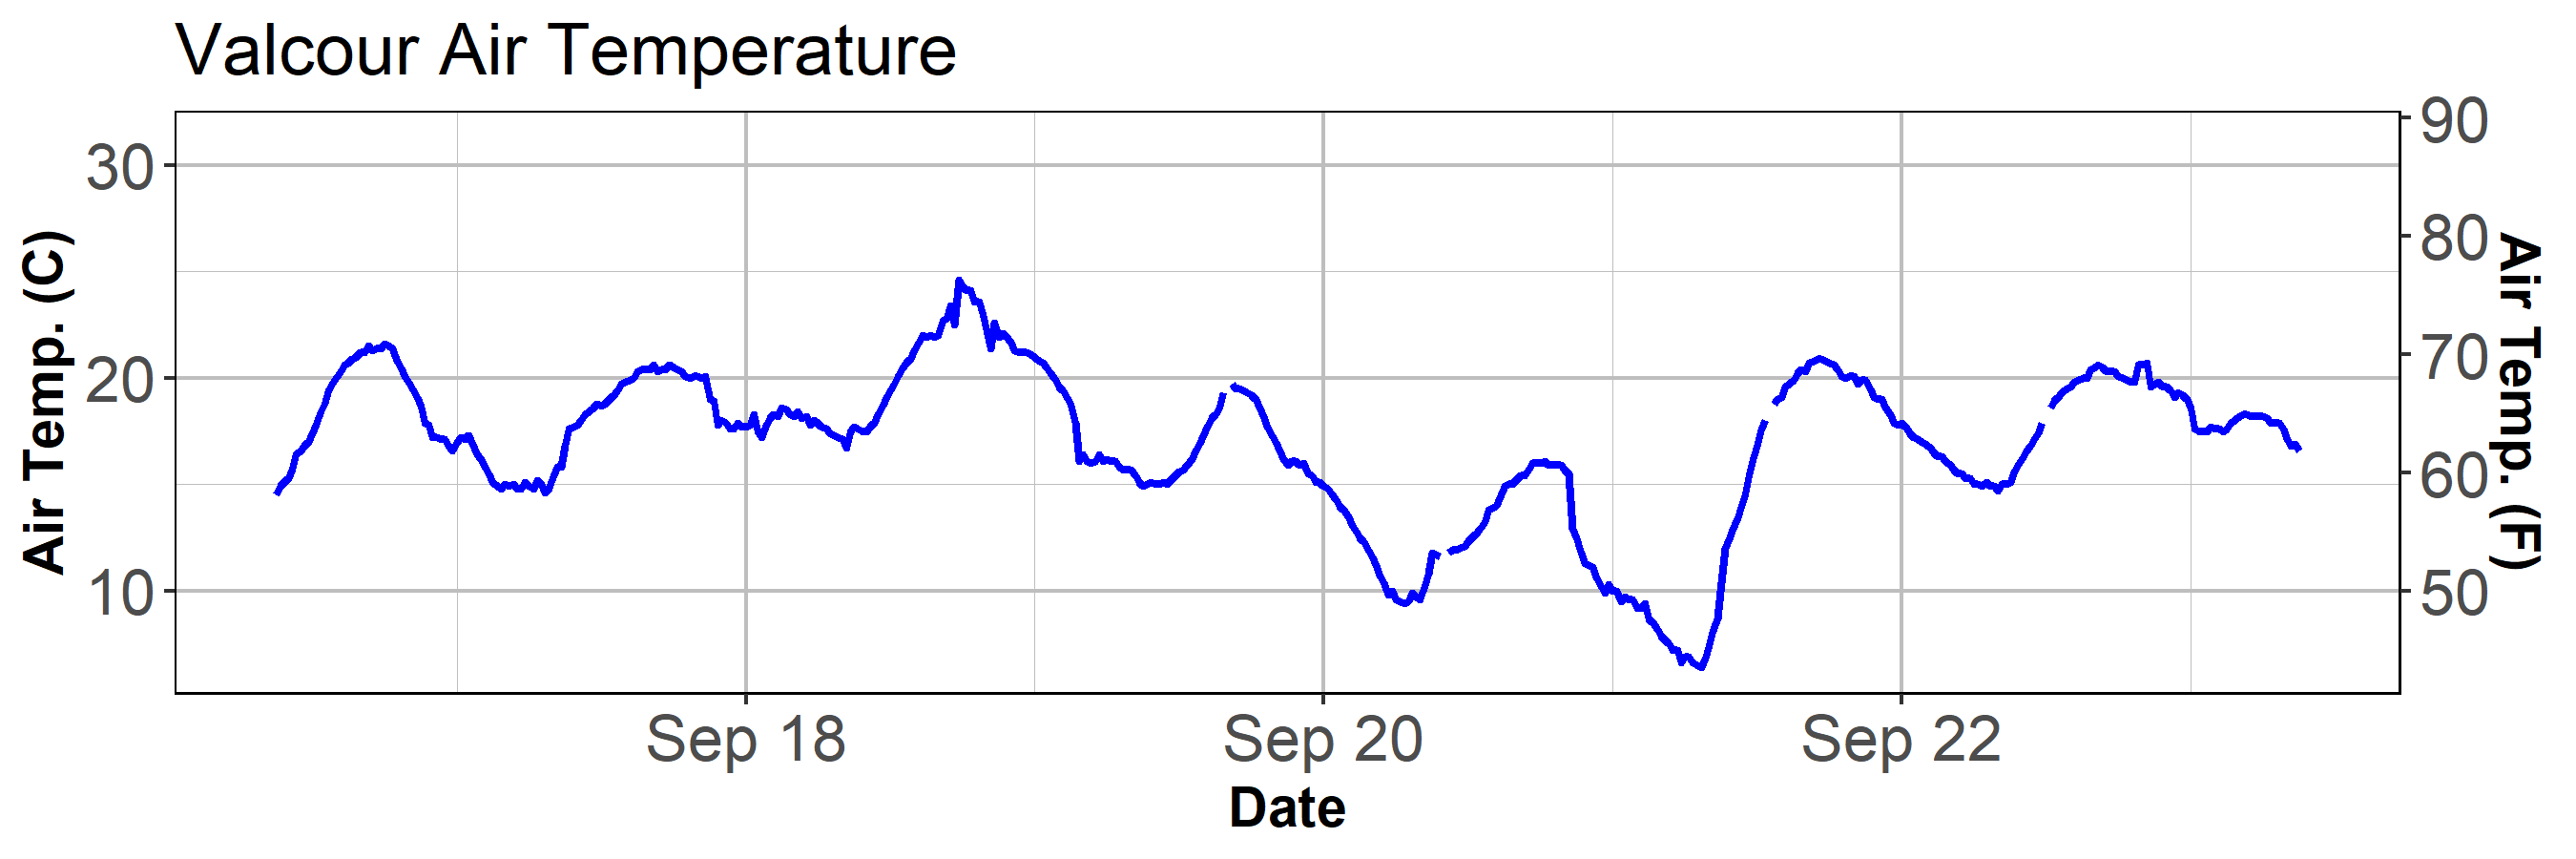 Valcour Air Temperature
Air Temp. (C)
30
20
10
90
80
70
60
50
Air Temp. (F)
Sep 18
Sep 20
Sep 22
Date